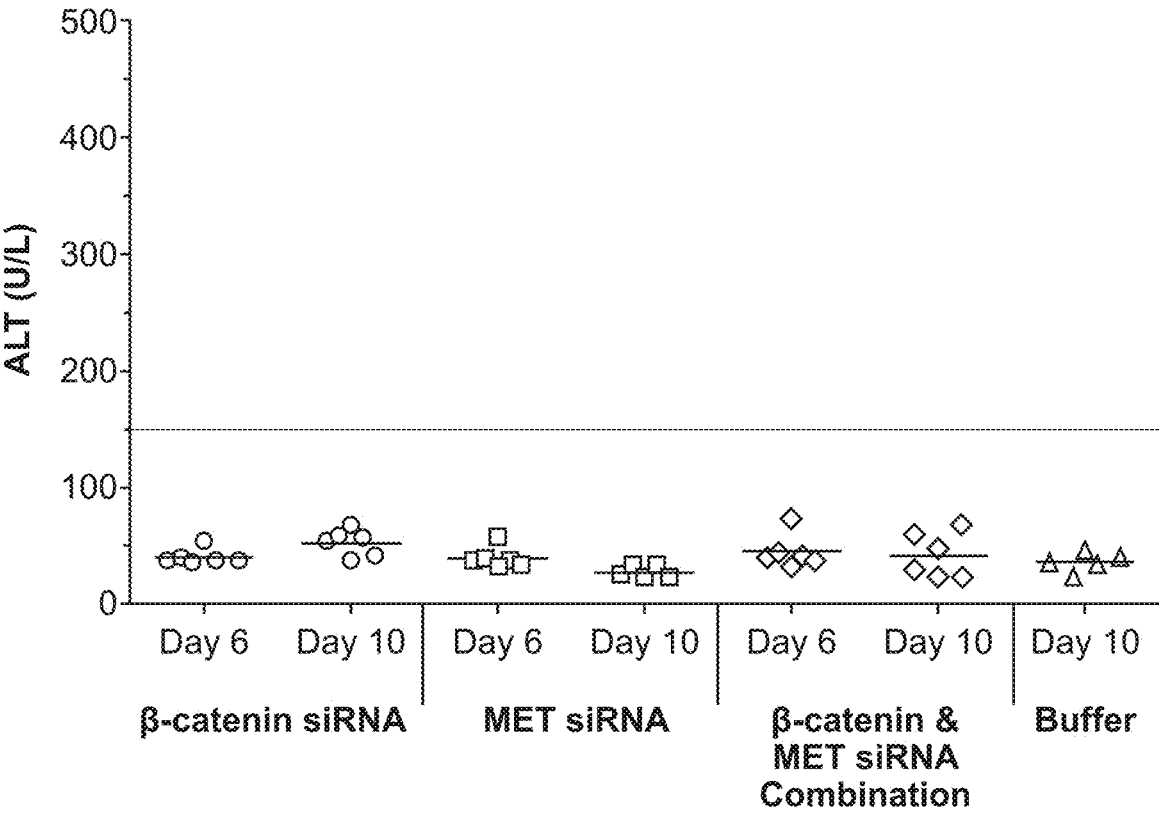 500
400
300
200
100
0
ALT (U/L)
Day 6 Day 10 Day 6 Day 10 Day 6 Day 10 Day 10
β-catenin siRNA MET siRNA β-catenin & Buffer
MET siRNA
Combination